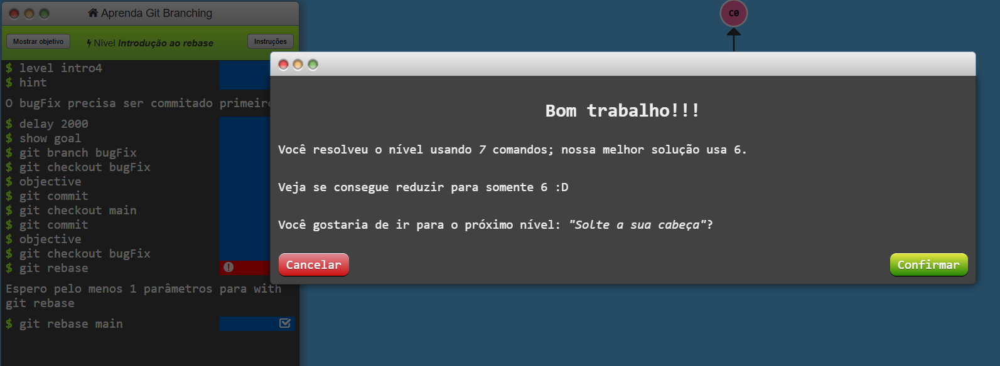 Aprenda Git Branching
Mostrar objetivo
Nível Introdução ao rebase
Instruções
$ level intro4
$ hint
O bugFix precisa ser commitado primeiro
$ delay 2000
$ show goal
$ git branch bugFix
$ git checkout bugFix
$ objective
$ git commit
$ git checkout main
$ git commit
$ objective
$ git checkout bugFix
$ git rebase
Espero pelo menos 1 parâmetros para with
git rebase
$ git rebase main
C0
Bom trabalho!!!
Você resolveu o nível usando 7 comandos; nossa melhor solução usa 6.
Veja se consegue reduzir para somente 6 :D
Você gostaria de ir para o próximo nível: "Solte a sua cabeça"?
Cancelar
Confirmar